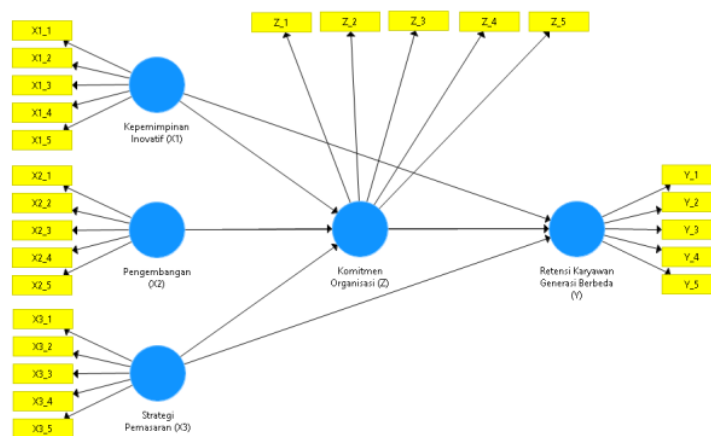 X1_1
X1_2
X1_3
X1_4
X1_5
Kepemimpinan
Inovatif (X1)
Z_1
Z_2
Z_3
Z_4
Z_5
X2_1
X2_2
X2_3
X2_4
X2_5
Pengembangan
(X2)
Komitmen
Organisasi (Z)
Y_1
Y_2
Y_3
Y_4
Y_5
Retensi Karyawan
Generasi Berbeda
(Y)
X3_1
X3_2
X3_3
X3_4
X3_5
Strategi
Pemasaran (X3)